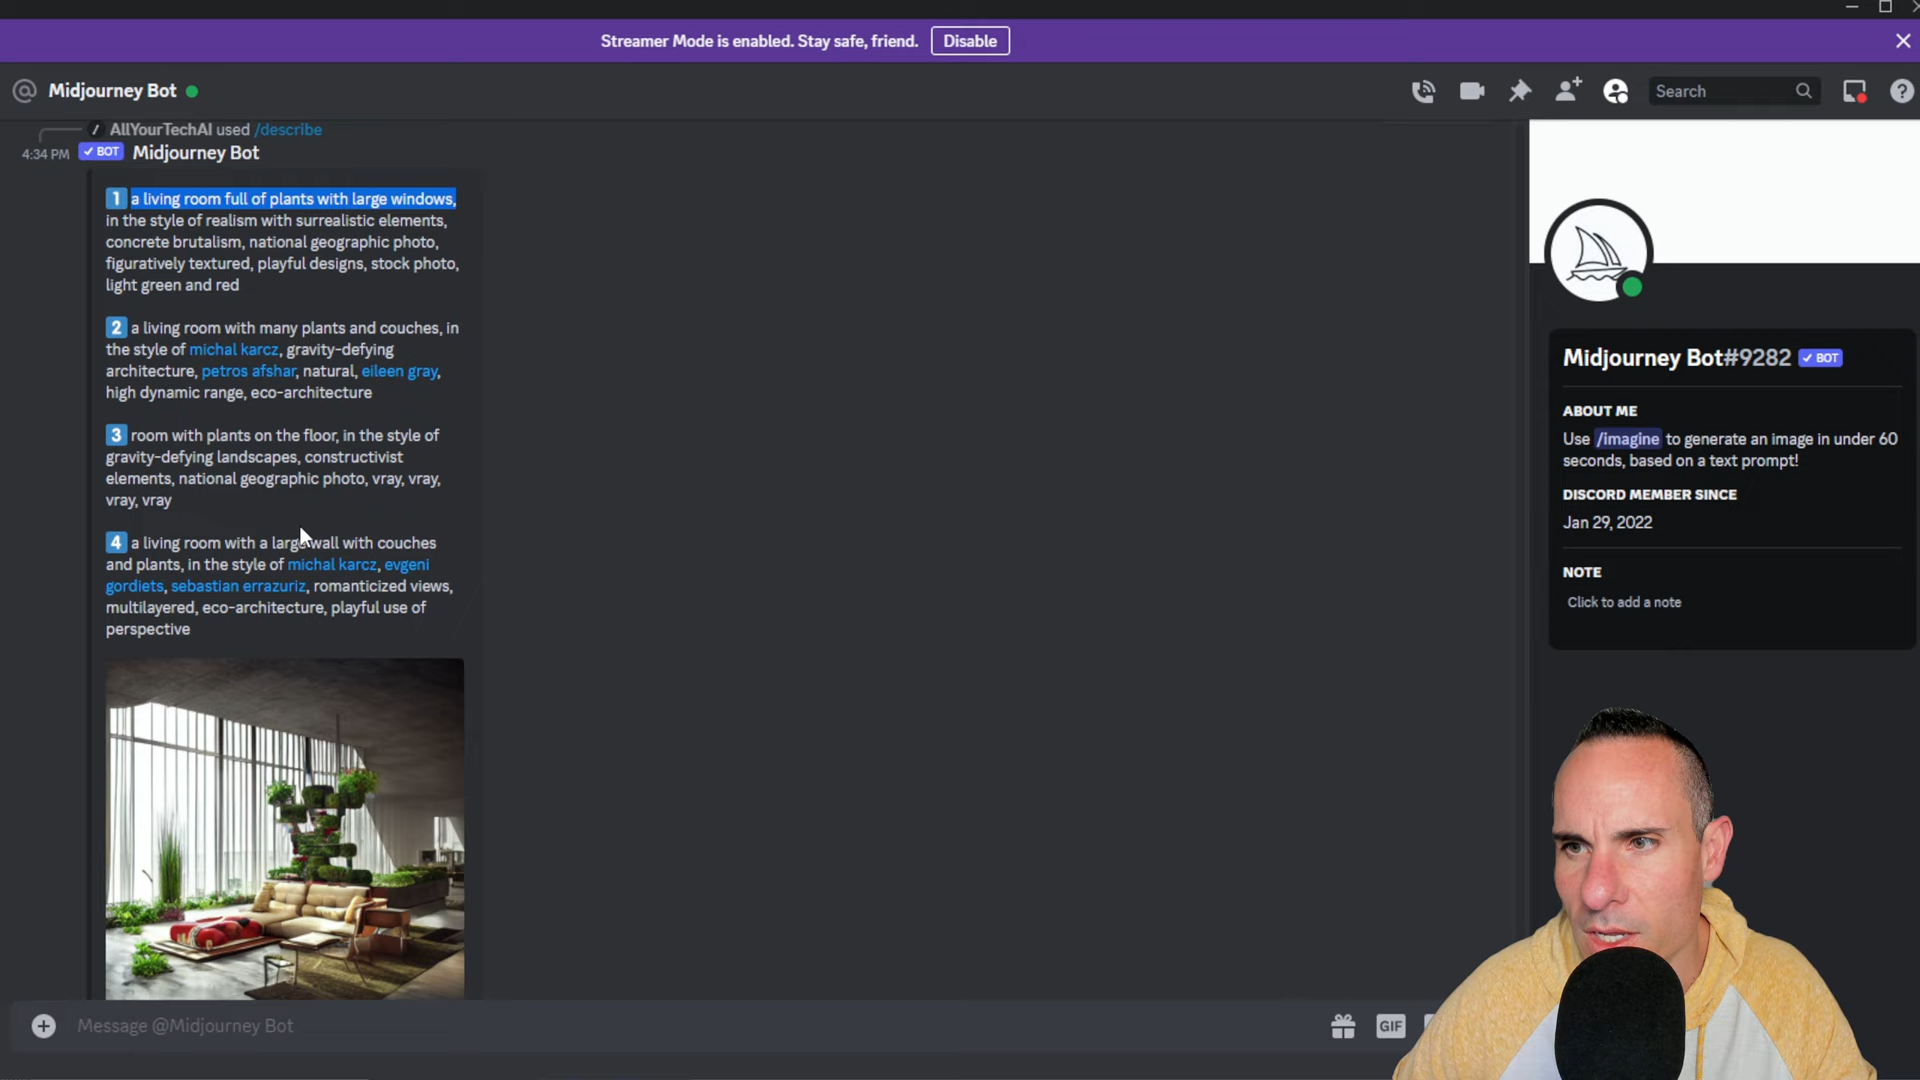 Streamer Mode is enabled. Stay safe, friend. Disable
Midjourney Bot
Search
AllYourTechAI used /describe
4:34 PM BOT Midjourney Bot
1 a living room full of plants with large windows,
in the style of realism with surrealistic elements,
concrete brutalism, national geographic photo,
figuratively textured, playful designs, stock photo,
light green and red
2 a living room with many plants and couches, in
the style of michal karcz, gravity-defying
architecture, petros afshar, natural, eileen gray,
high dynamic range, eco-architecture
3 room with plants on the floor, in the style of
gravity-defying landscapes, constructivist
elements, national geographic photo, vray, vray,
vray, vray
4 a living room with a large wall with couches
and plants, in the style of michal karcz, evgeni
gordiets, sebastian errazuriz, romanticized views,
multilayered, eco-architecture, playful use of
perspective
Message @Midjourney Bot
GIF
Midjourney Bot#9282 BOT
ABOUT ME
Use /imagine to generate an image in under 60
seconds, based on a text prompt!
DISCORD MEMBER SINCE
Jan 29, 2022
NOTE
Click to add a note